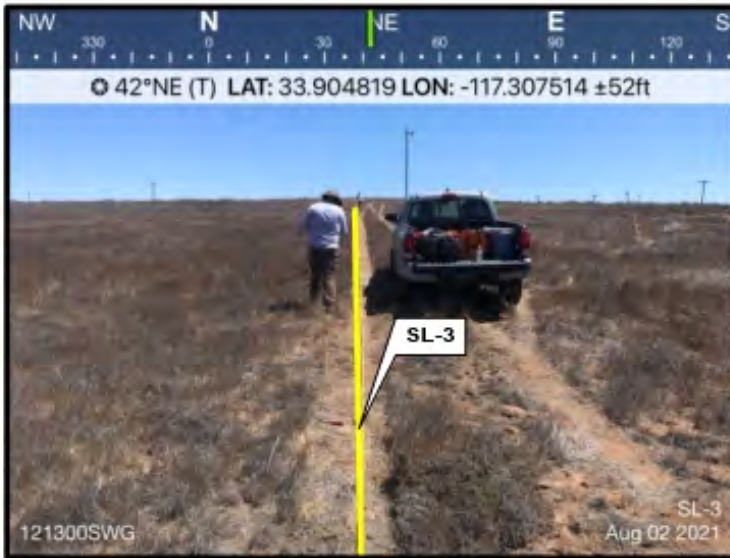 NW N NE E S
330 0 30 60 90 120
42°NE (T) LAT: 33.904819 LON: -117.307514 ±52ft
SL-3
SL-3
121300SWG Aug 02 2021